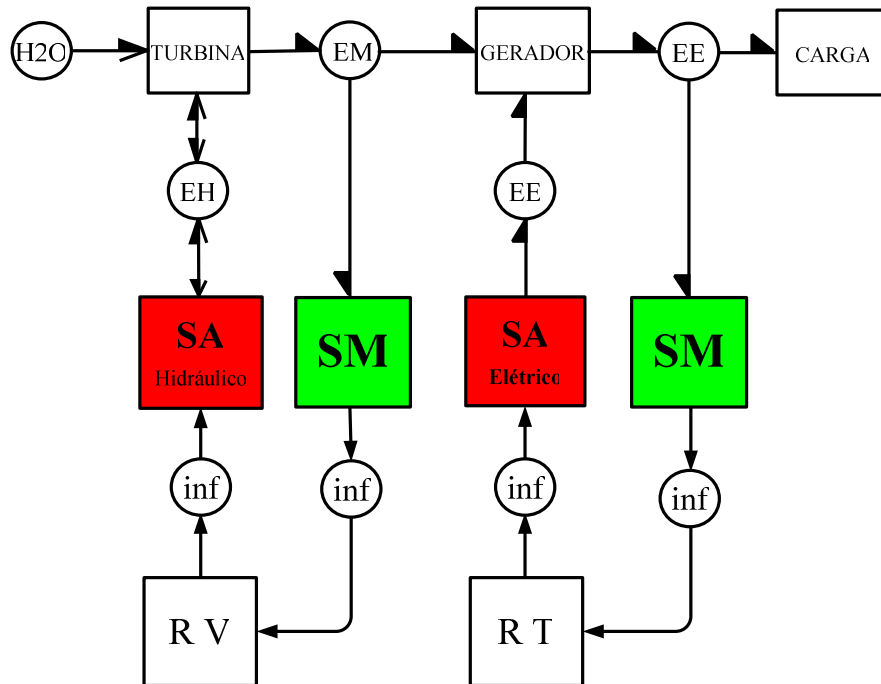 H2O
TURBINA
EM
GERADOR
EE
CARGA
EH
EE
SA
Hidráulico
SM
SA
Elétrico
SM
inf
inf
inf
inf
R V
R T